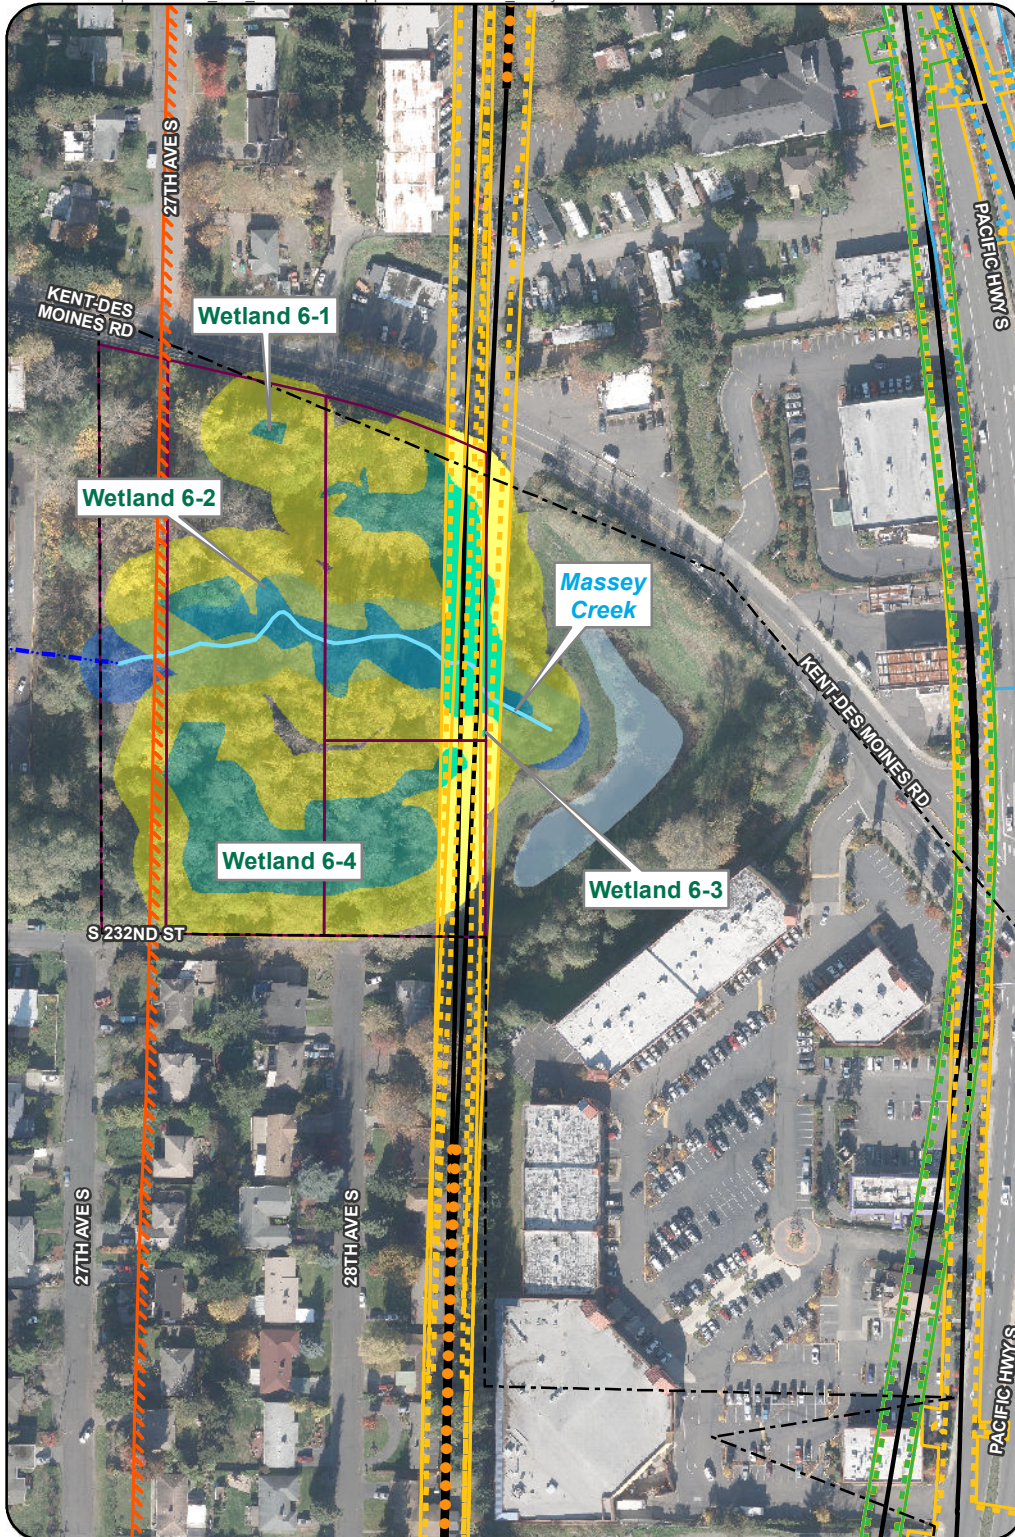 27TH AVE S
PACIFIC HWY S
KENT-DES
MOINES RD
Wetland 6-1
Wetland 6-2
Massey
Creek
KENT-DES MOINES RD
Wetland 6-4
Wetland 6-3
S 232ND ST
27TH AVE S
28TH AVE S
PACIFIC HWY S